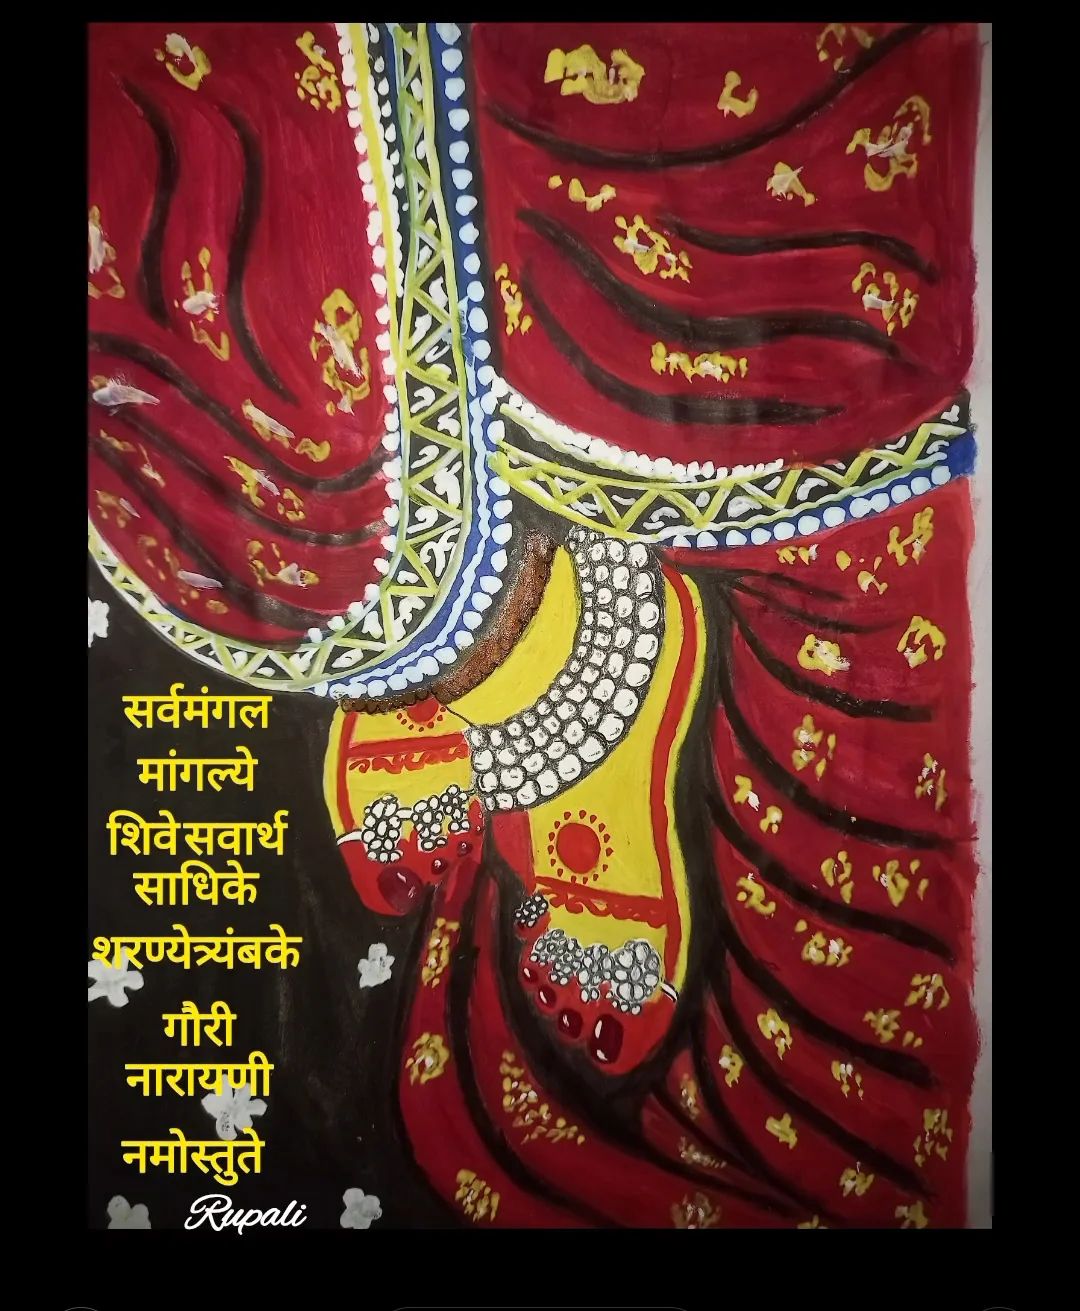 सर्वमंगल
मांगल्ये
शिवे सवार्थ
साधिके
शरण्येत्र्यंबके
गौरी
नारायणी
नमोस्तुते
Rupali